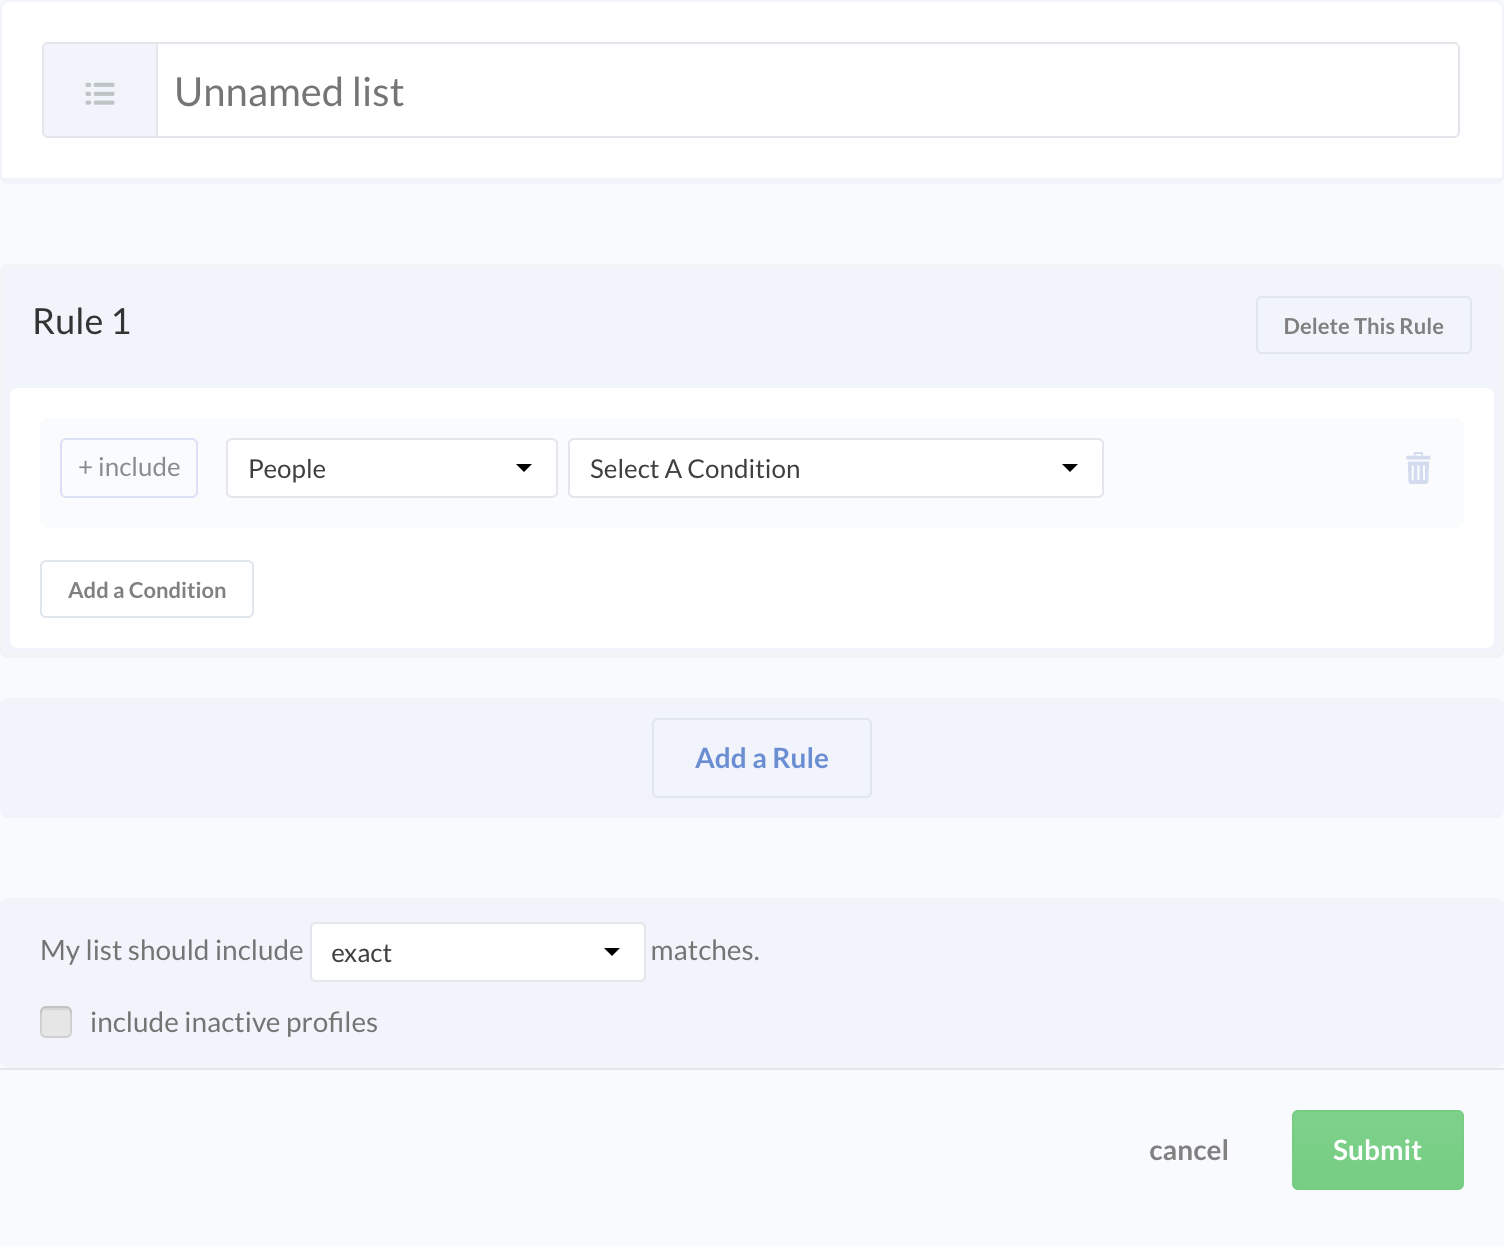 Unnamed list
Rule 1
Delete This Rule
+ include
People
Select A Condition
Add a Condition
Add a Rule
My list should include exact matches.
include inactive profiles
cancel
Submit